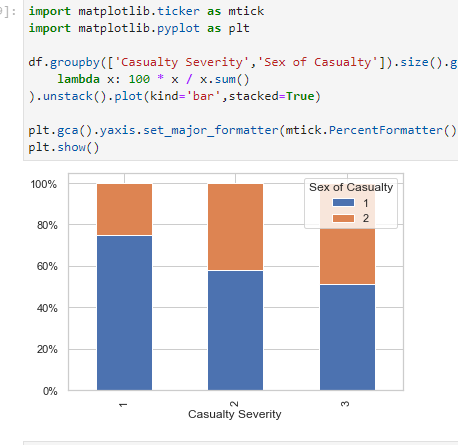 ]:
import matplotlib.ticker as mtick
import matplotlib.pyplot as plt
df.groupby(['Casualty Severity','Sex of Casualty']).size().g
lambda x: 100 * x / x.sum()
).unstack().plot(kind='bar',stacked=True)
plt.gca().yaxis.set_major_formatter(mtick.PercentFormatter()
plt.show()
Sex of Casualty
1
2
100%
80%
60%
40%
20%
0%
1
2
3
Casualty Severity